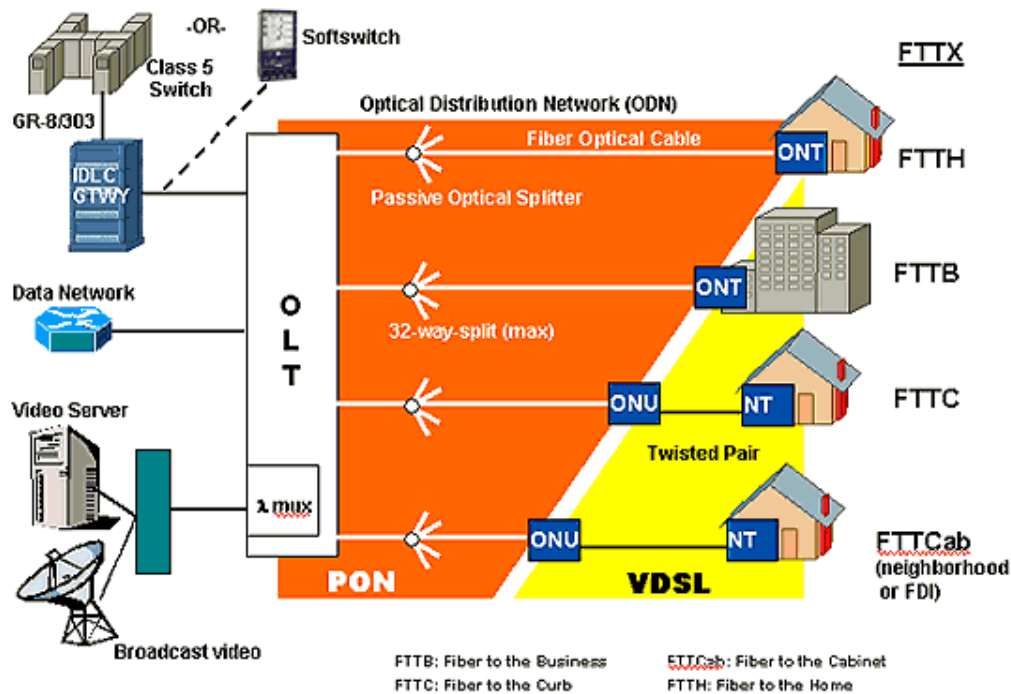 -OR-
Softswitch
Class 5
Switch
GR-8/303
IDLC
GTWY
FTTX
Optical Distribution Network (ODN)
Fiber Optical Cable
ONT
FTTH
Passive Optical Splitter
ONT
FTTB
Data Network
32-way-split (max)
O
L
T
ONU
NT
FTTC
Video Server
Twisted Pair
λ mux
ONU
NT
FTTCab
(neighborhood
or FDI)
PON
VDSL
Broadcast video
FTTB: Fiber to the Business
FTTCab: Fiber to the Cabinet
FTTC: Fiber to the Curb
FTTH: Fiber to the Home